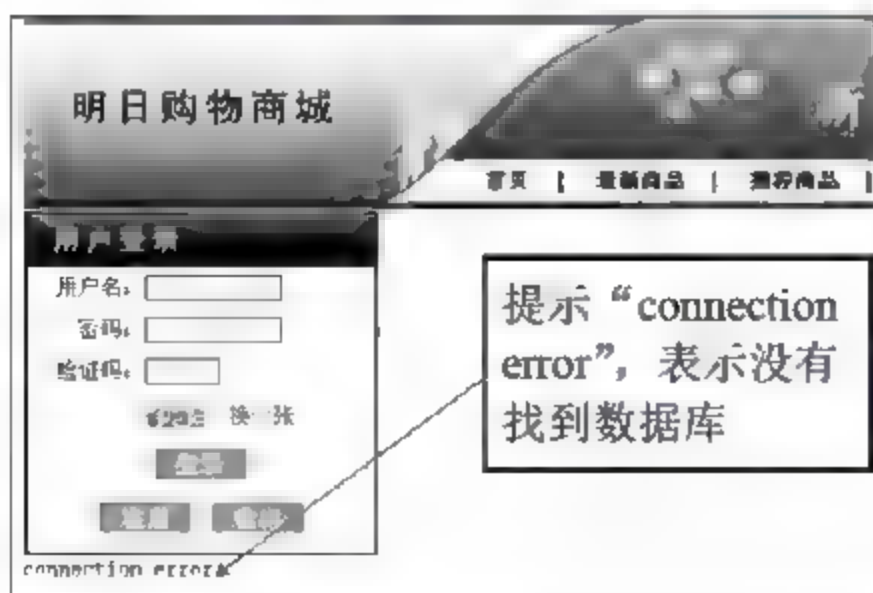 明日购物商城
首页 | 最新商品 | 推荐商品 |
用户登录
用户名:
密码:
验证码:
换一张
登录
connection error
提示“connection
error”，表示没有
找到数据库